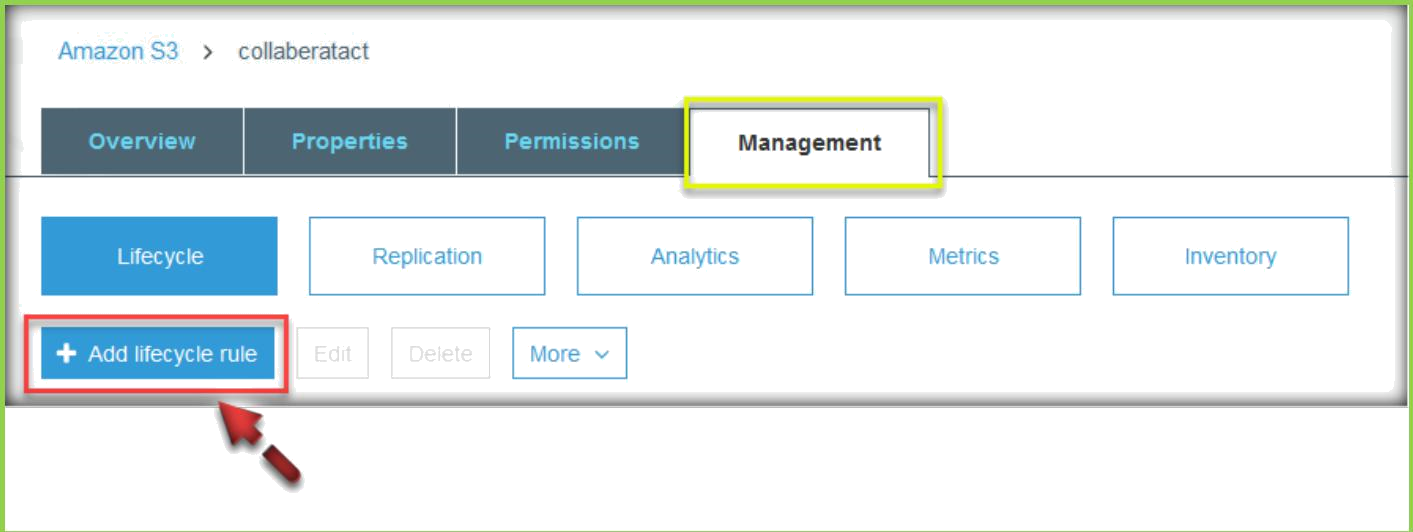 Amazon S3 > collaberatact
Overview Properties Permissions Management
Lifecycle Replication Analytics Metrics Inventory
+ Add lifecycle rule Edit Delete More